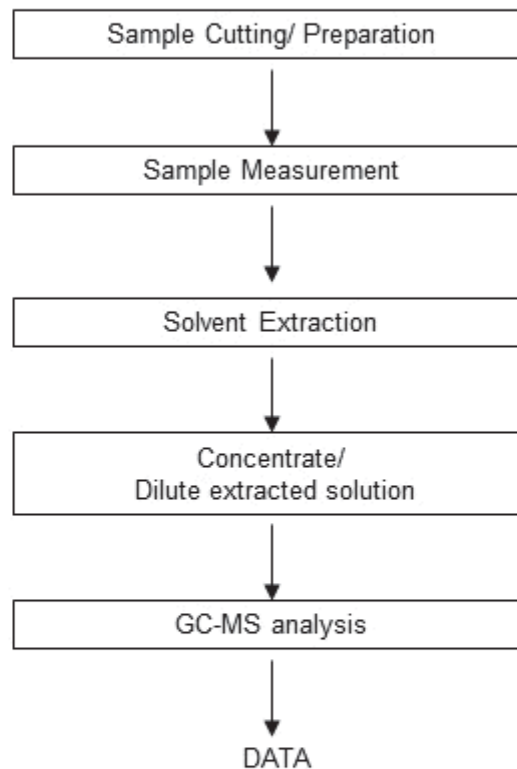 Sample Cutting/ Preparation
Sample Measurement
Solvent Extraction
Concentrate/
Dilute extracted solution
GC-MS analysis
DATA